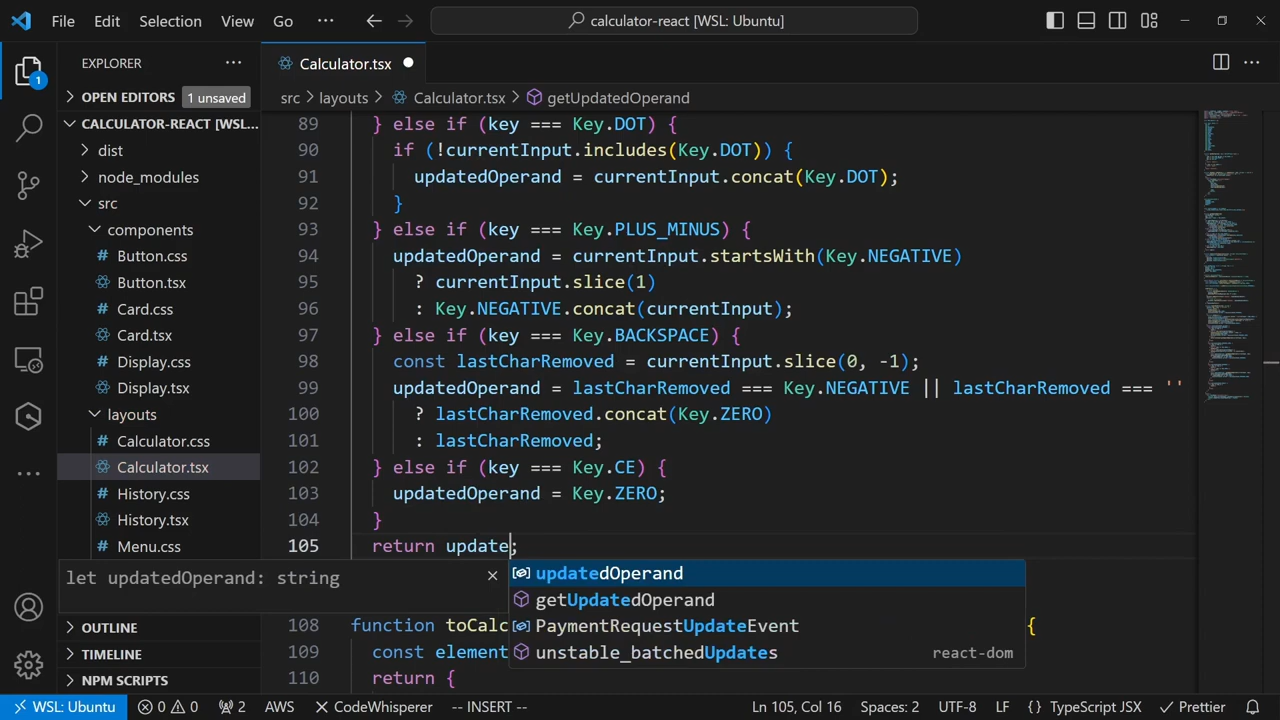 File Edit Selection View Go ··· calculator-react [WSL: Ubuntu]
EXPLORER ···
Calculator.tsx
OPEN EDITORS 1 unsaved
src > layouts > Calculator.tsx > getUpdatedOperand
1
CALCULATOR-REACT [WSL...
dist
node_modules
src
components
Button.css
Button.tsx
Card.css
Card.tsx
Display.css
Display.tsx
layouts
Calculator.css
Calculator.tsx
History.css
History.tsx
Menu.css
OUTLINE
TIMELINE
NPM SCRIPTS
89 } else if (key === Key.DOT) {
90 if (!currentInput.includes(Key.DOT)) {
91 updatedOperand = currentInput.concat(Key.DOT);
92 }
93 } else if (key === Key.PLUS_MINUS) {
94 updatedOperand = currentInput.startsWith(Key.NEGATIVE)
95 ? currentInput.slice(1)
96 : Key.NEGATIVE.concat(currentInput);
97 } else if (key === Key.BACKSPACE) {
98 const lastCharRemoved = currentInput.slice(0, -1);
99 updatedOperand = lastCharRemoved === Key.NEGATIVE || lastCharRemoved === ''
100 ? lastCharRemoved.concat(Key.ZERO)
101 : lastCharRemoved;
102 } else if (key === Key.CE) {
103 updatedOperand = Key.ZERO;
104 }
105 return update;
let updatedOperand: string
updatedOperand
getUpdatedOperand
PaymentRequestUpdateEvent
unstable_batchedUpdates react-dom
108 function toCalc {
109 const element
110 return {
WSL: Ubuntu 0 0 2 AWS CodeWhisperer -- INSERT -- Ln 105, Col 16 Spaces: 2 UTF-8 LF {} TypeScript JSX Prettier